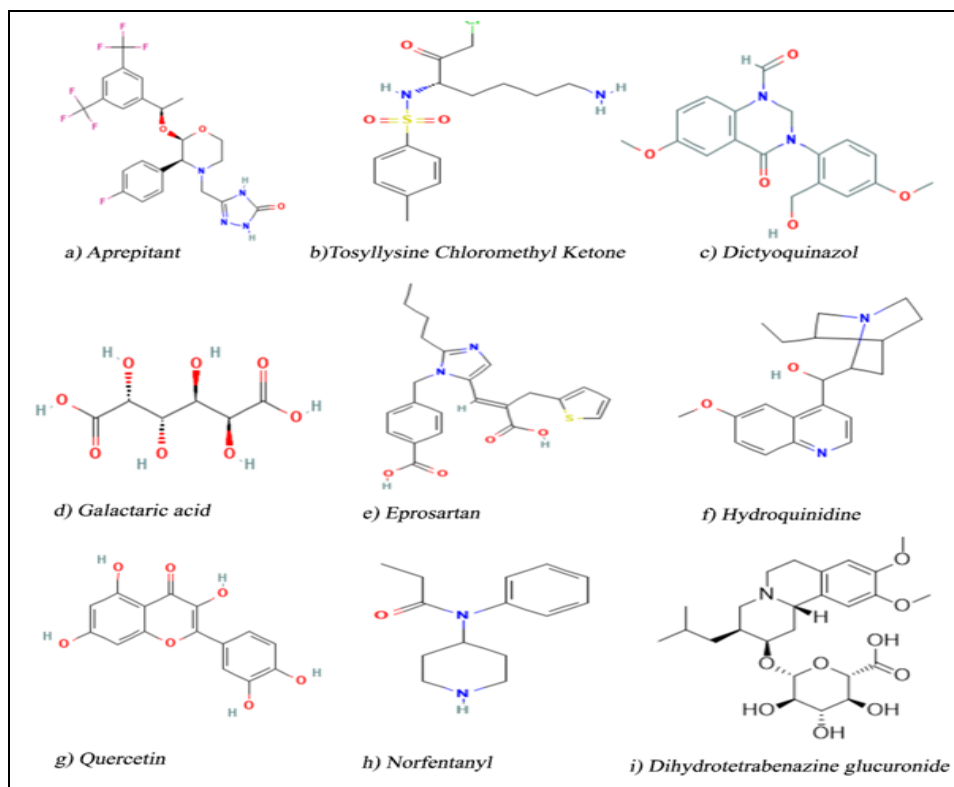 a) Aprepitant
b)Tosyllysine Chloromethyl Ketone
c) Dictyoquinazol
d) Galactaric acid
e) Eprosartan
f) Hydroquinidine
g) Quercetin
h) Norfentanyl
i) Dihydrotetrabenazine glucuronide